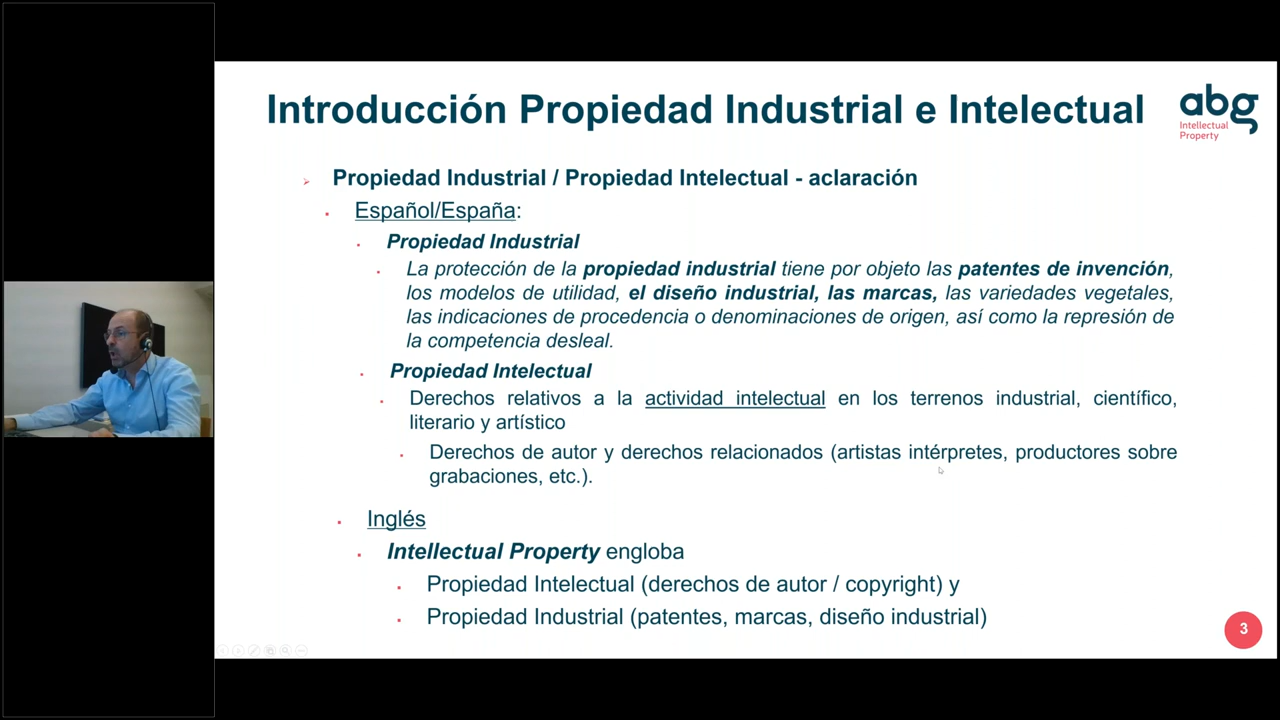 Introducción Propiedad Industrial e Intelectual
abg
Intellectual
Property
Propiedad Industrial / Propiedad Intelectual - aclaración
Español/España:
Propiedad Industrial
La protección de la propiedad industrial tiene por objeto las patentes de invención,
los modelos de utilidad, el diseño industrial, las marcas, las variedades vegetales,
las indicaciones de procedencia o denominaciones de origen, así como la represión de
la competencia desleal.
Propiedad Intelectual
Derechos relativos a la actividad intelectual en los terrenos industrial, científico,
literario y artístico
Derechos de autor y derechos relacionados (artistas intérpretes, productores sobre
grabaciones, etc.).
Inglés
Intellectual Property engloba
Propiedad Intelectual (derechos de autor / copyright) y
Propiedad Industrial (patentes, marcas, diseño industrial)
3